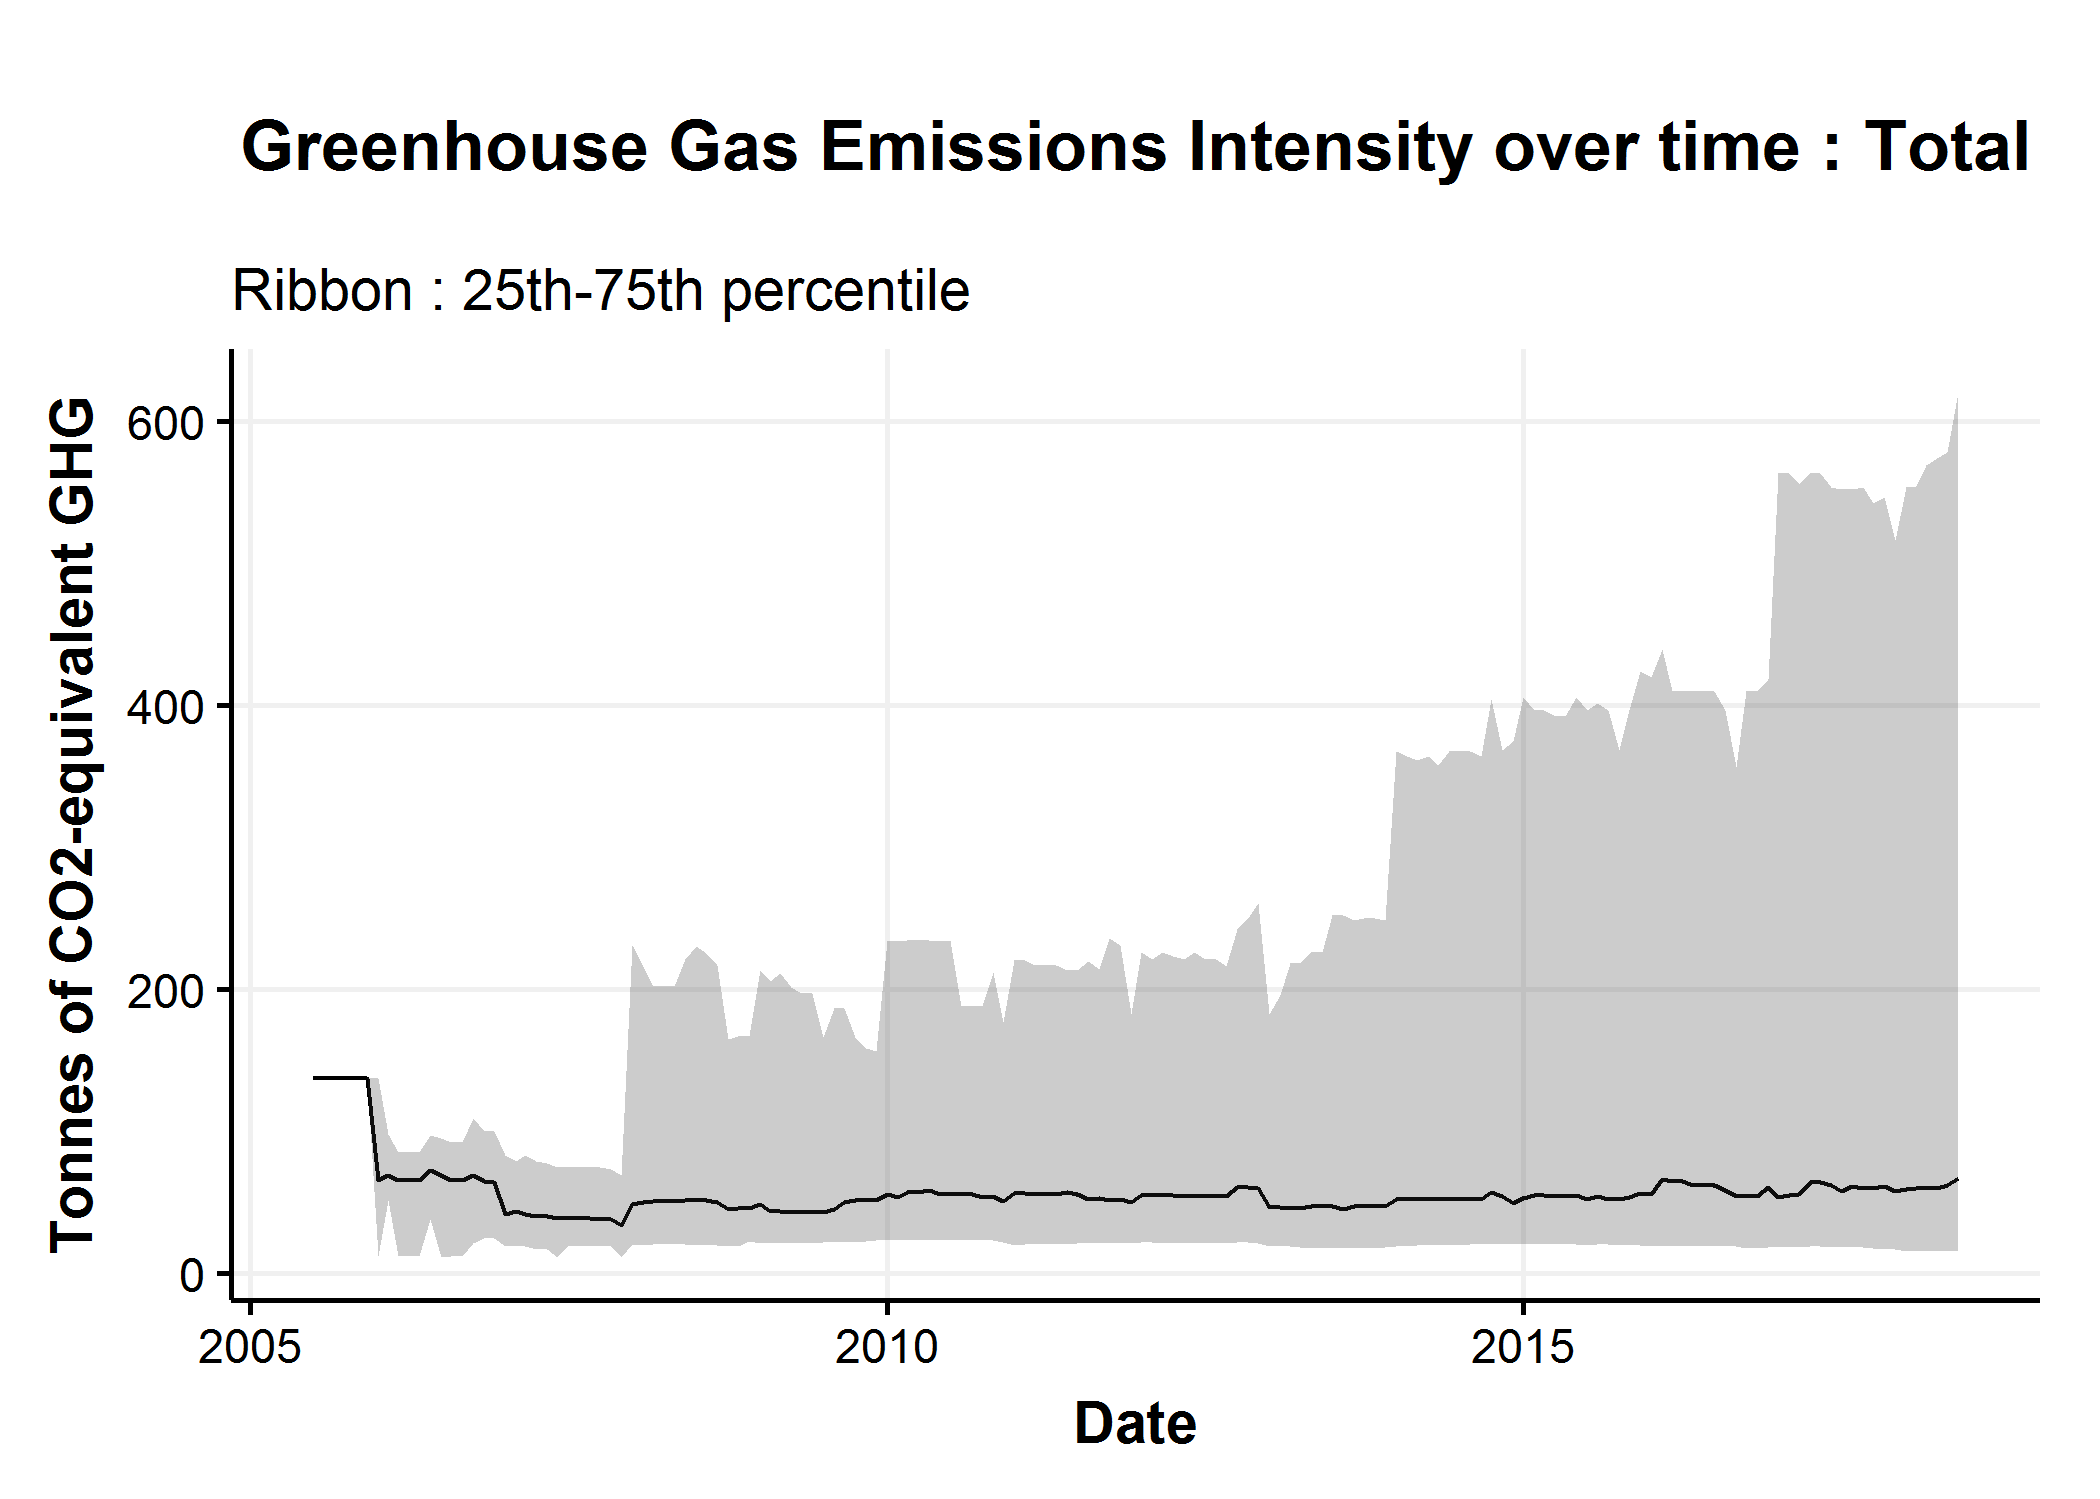 Greenhouse Gas Emissions Intensity over time : Total
Ribbon : 25th-75th percentile
Tonnes of CO2-equivalent GHG
600
400
200
0
2005
2010
2015
Date